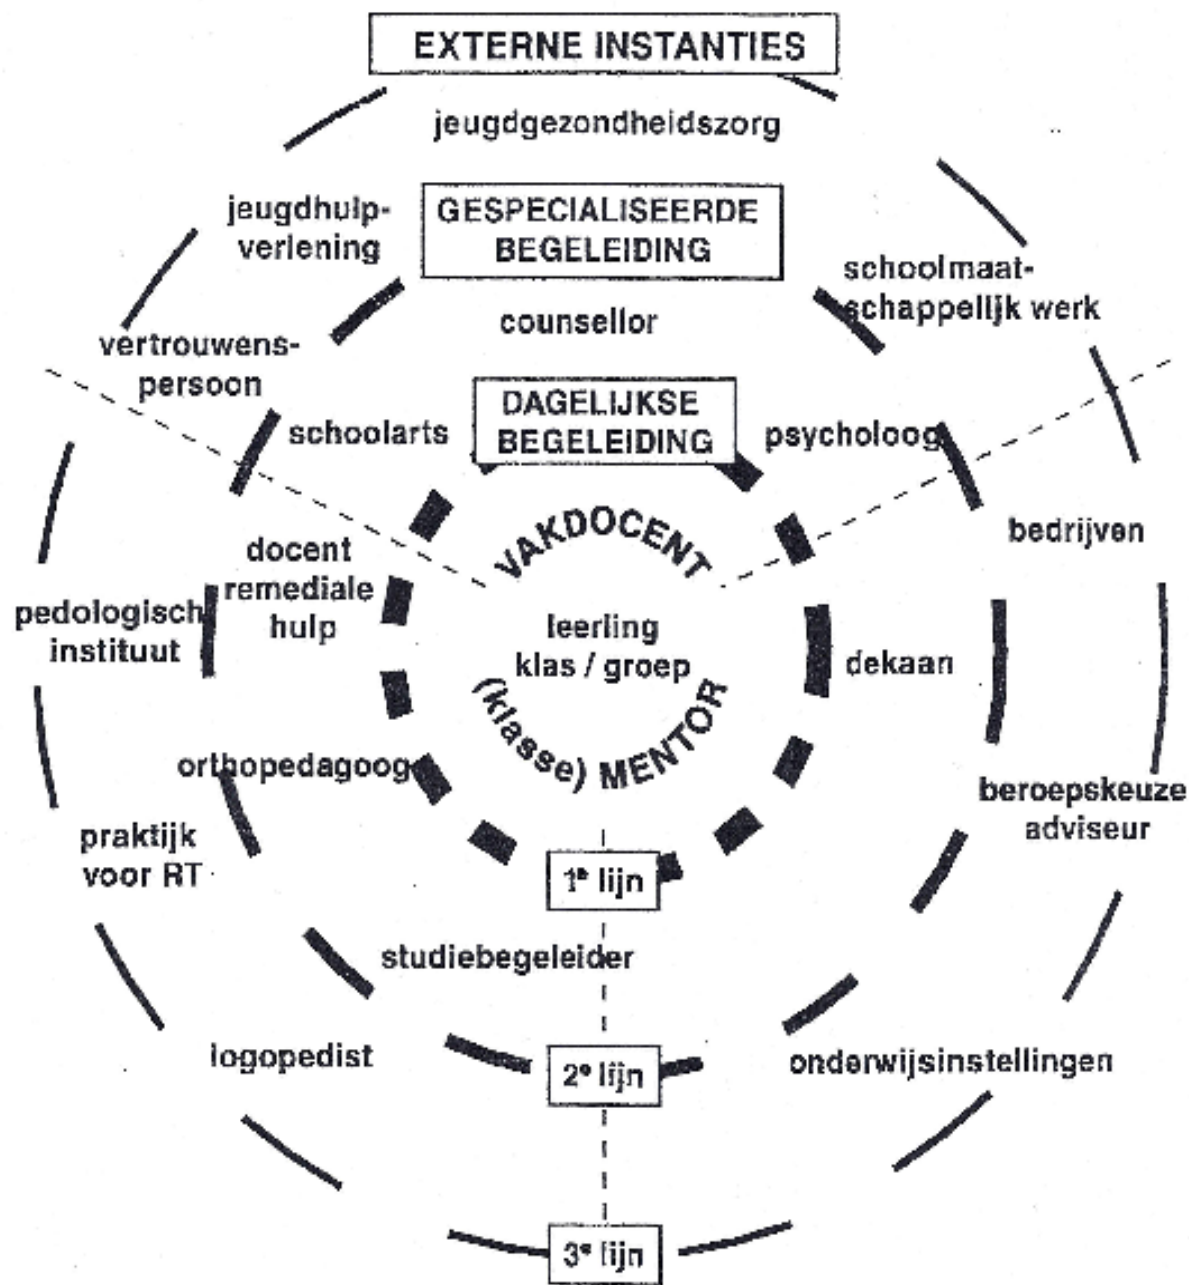 EXTERNE INSTANTIES
jeugdgezondheidszorg
jeugdhulp-
verlening
GESPECIALISEERDE
BEGELEIDING
schoolmaat-
schappelijk werk
counsellor
vertrouwens-
persoon
DAGELIJKSE
BEGELEIDING
schoolarts
psycholoog
VAKDOCENT
bedrijven
docent
remediale
hulp
pedologisch
instituut
leerling
klas / groep
dekaan
(klasse) MENTOR
orthopedagoog
beroepskeuze
adviseur
praktijk
voor RT
1e lijn
studiebegeleider
logopedist
2e lijn
onderwijsinstellingen
3e lijn